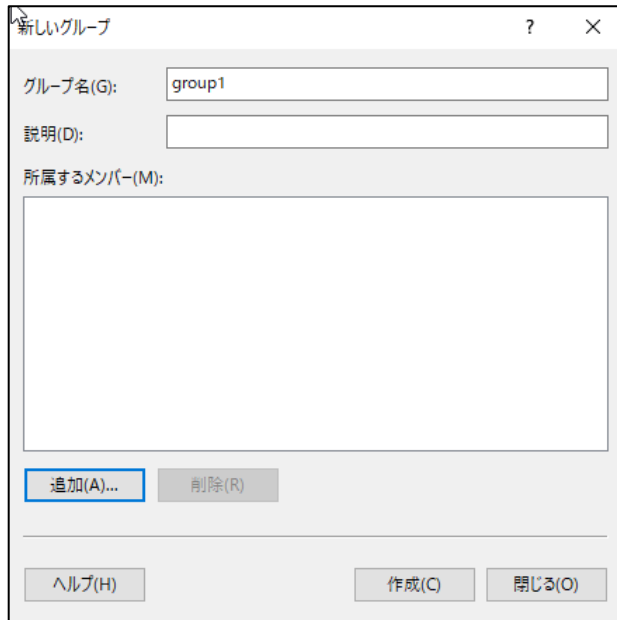 新しいグループ ?
グループ名(G): group1
説明(D):
所属するメンバー(M):
追加(A)... 削除(R)
ヘルプ(H) 作成(C) 閉じる(O)